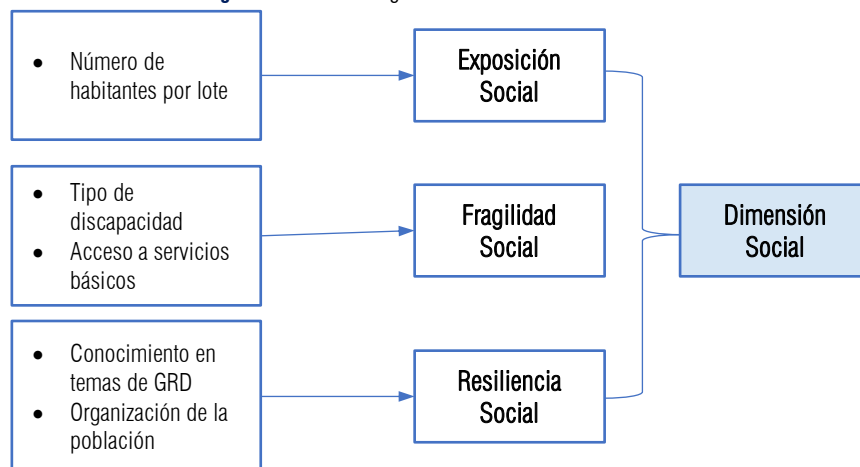 • Número de
habitantes por lote
Exposición
Social
• Tipo de
discapacidad
• Acceso a servicios
básicos
Fragilidad
Social
Dimensión
Social
• Conocimiento en
temas de GRD
• Organización de la
población
Resiliencia
Social